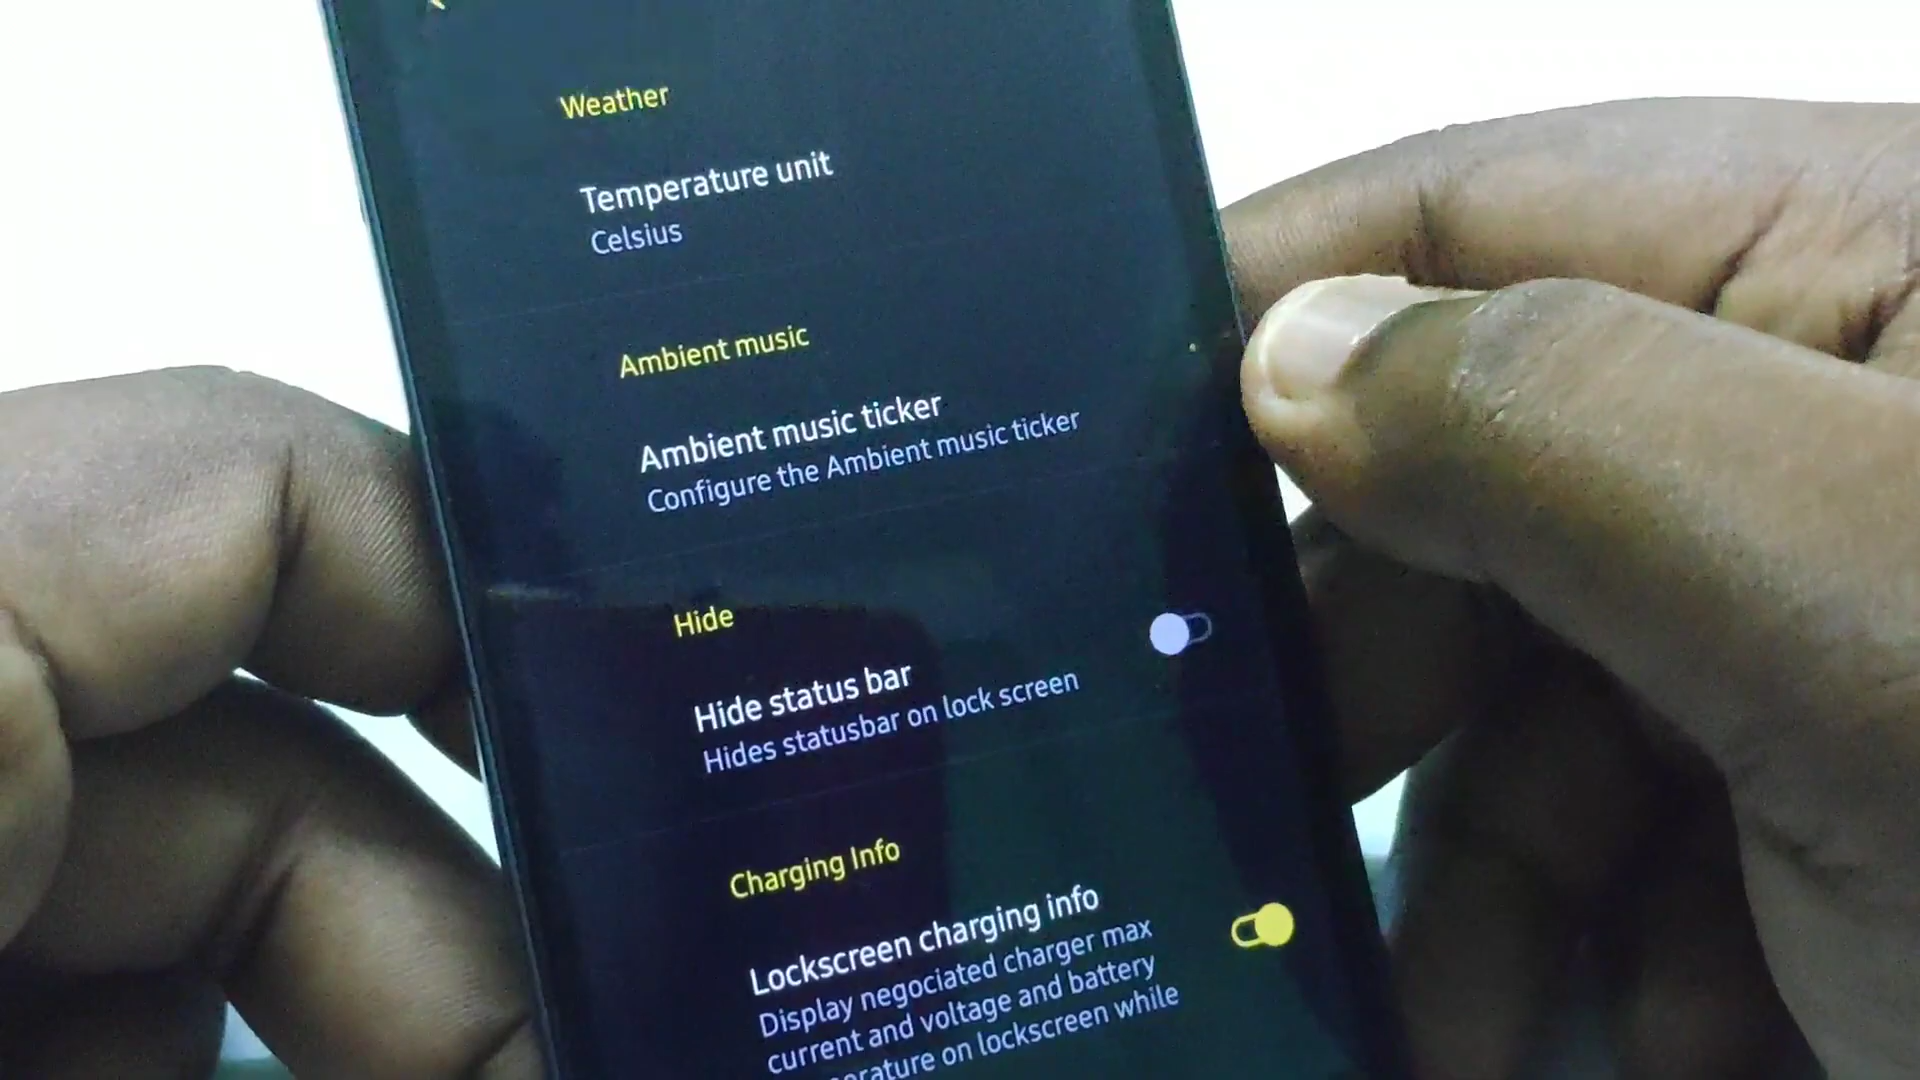 Weather
Temperature unit
Celsius
Ambient music
Ambient music ticker
Configure the Ambient music ticker
Hide
Hide status bar
Hides statusbar on lock screen
Charging Info
Lockscreen charging info
Display negociated charger max
current and voltage and battery
on lockscreen while